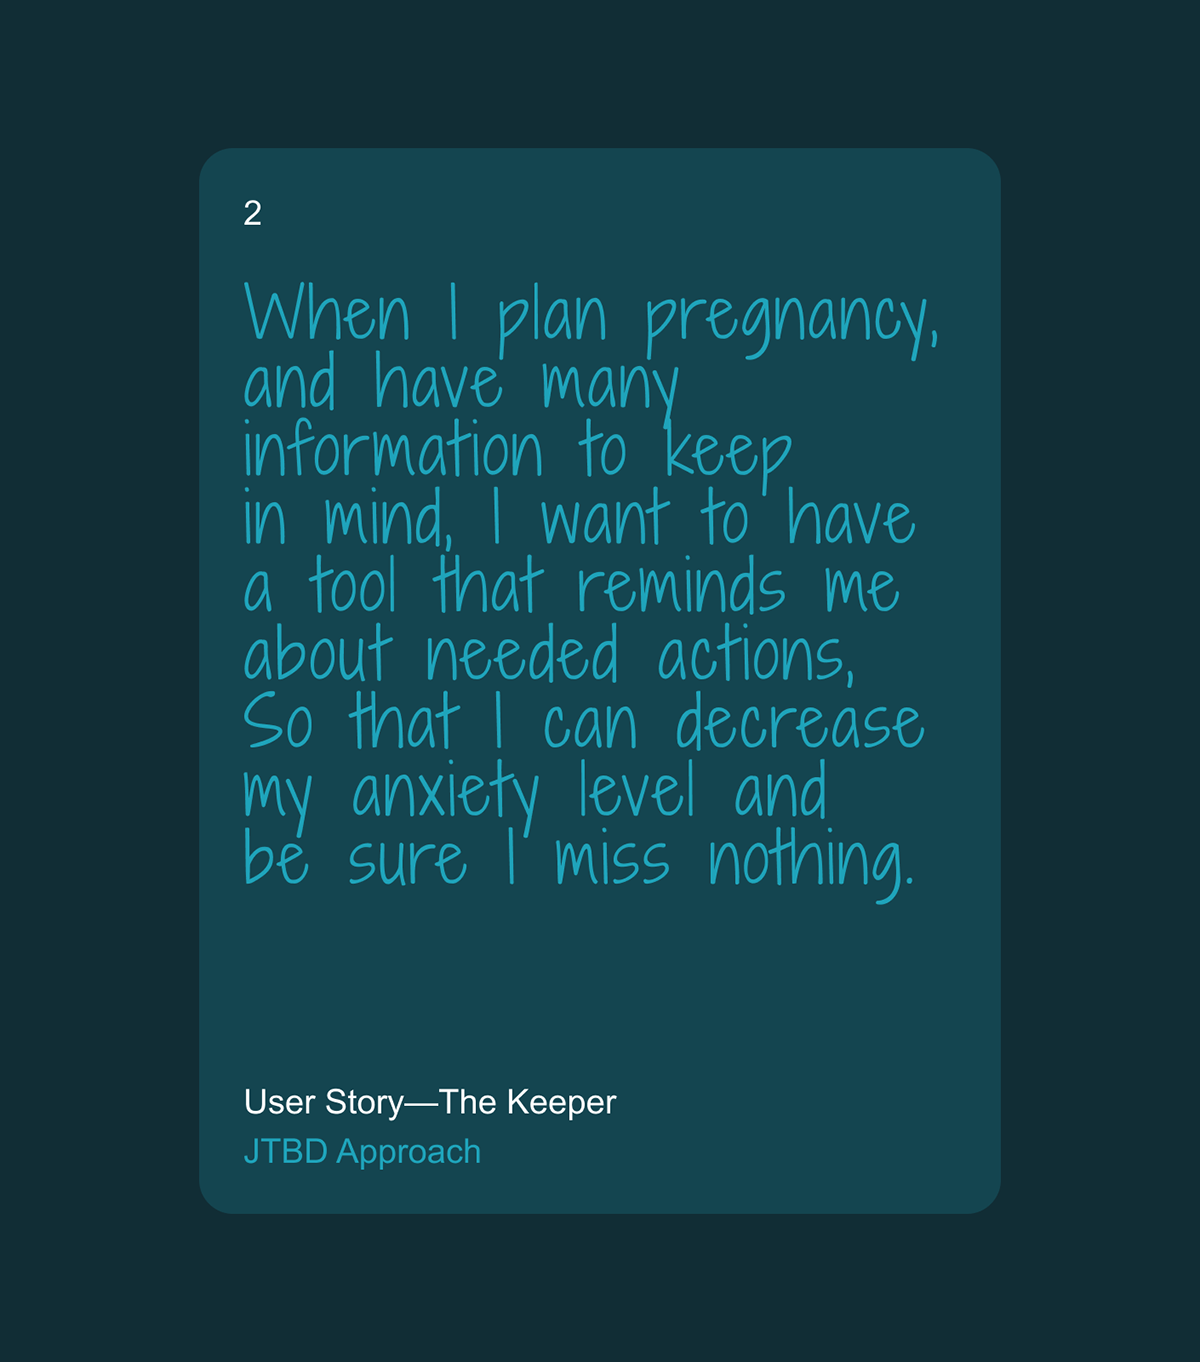 2
When I plan pregnancy,
and have many
information to keep
in mind, I want to have
a tool that reminds me
about needed actions,
So that I can decrease
my anxiety level and
be sure I miss nothing.
User Story—The Keeper
JTBD Approach